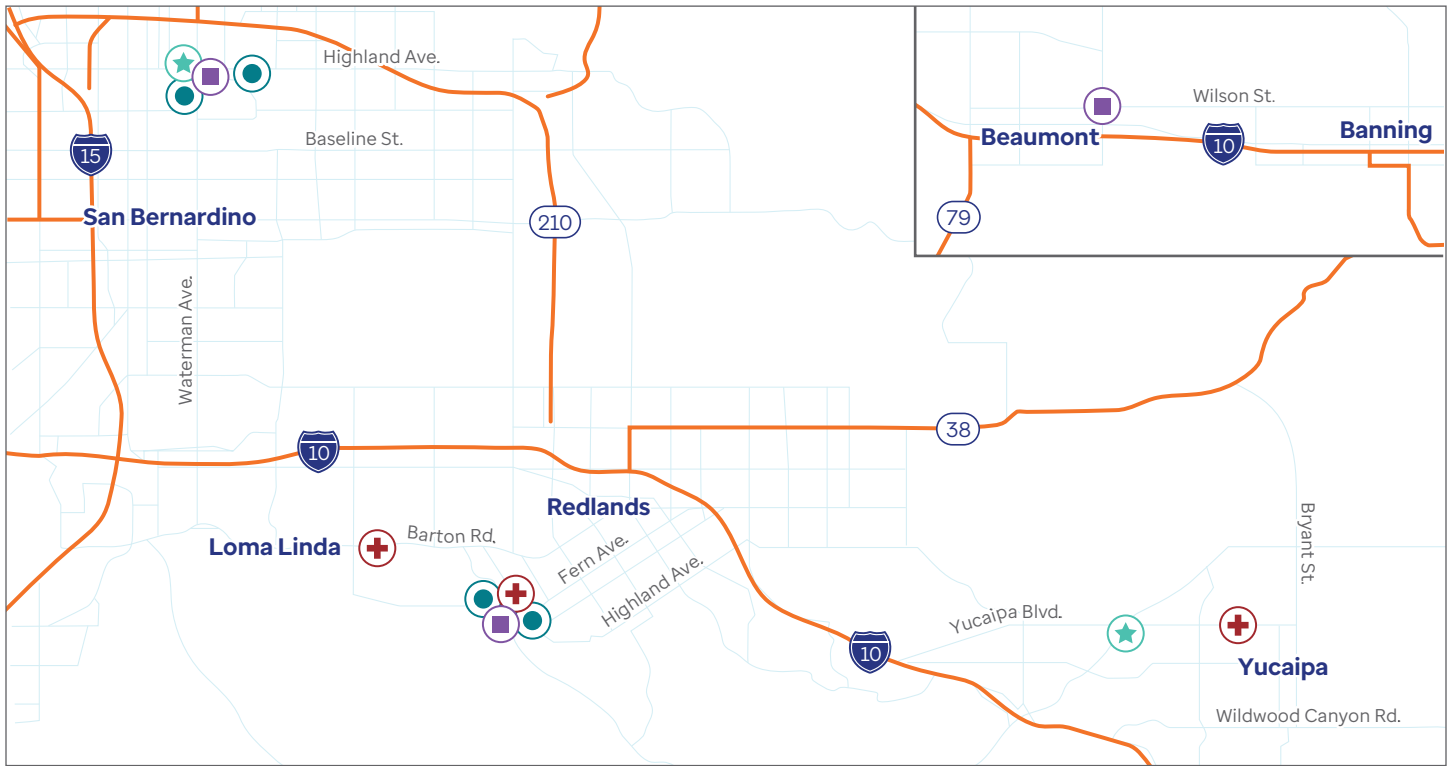 Highland Ave.
Baseline St.
15
San Bernardino
210
Waterman Ave.
Wilson St.
Beaumont
10
Banning
79
38
10
Redlands
Loma Linda
Barton Rd.
Fern Ave.
Highland Ave.
Bryant St.
Yucaipa Blvd.
10
Yucaipa
Wildwood Canyon Rd.